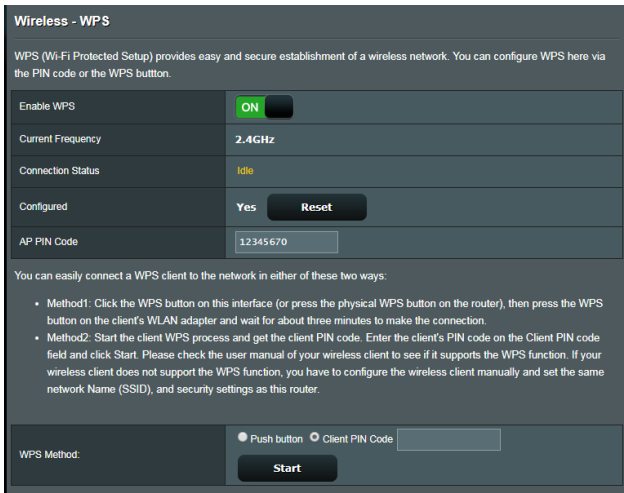 Wireless - WPS
WPS (Wi-Fi Protected Setup) provides easy and secure establishment of a wireless network. You can configure WPS here via
the PIN code or the WPS buttton.
Enable WPS
ON
Current Frequency
2.4GHz
Connection Status
Idle
Configured
Yes Reset
AP PIN Code
12345670
You can easily connect a WPS client to the network in either of these two ways:
• Method1: Click the WPS button on this interface (or press the physical WPS button on the router), then press the WPS
button on the client's WLAN adapter and wait for about three minutes to make the connection.
• Method2: Start the client WPS process and get the client PIN code. Enter the client's PIN code on the Client PIN code
field and click Start. Please check the user manual of your wireless client to see if it supports the WPS function. If your
wireless client does not support the WPS function, you have to configure the wireless client manually and set the same
network Name (SSID), and security settings as this router.
WPS Method:
Push button Client PIN Code
Start